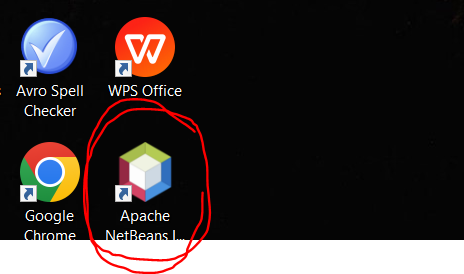 Avro Spell
Checker
WPS Office
Google
Chrome
Apache
NetBeans I...